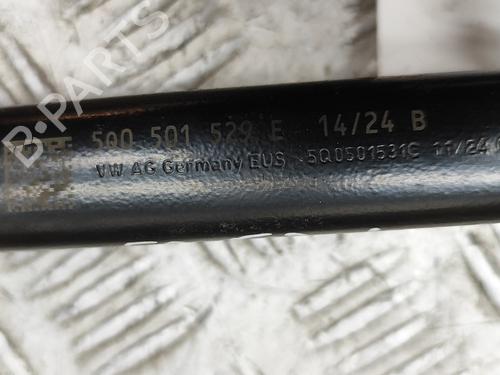 B-PARTS
5Q0 501 529 E 14/24 B
VW AG Germany EUS 5Q0501531C 11/24